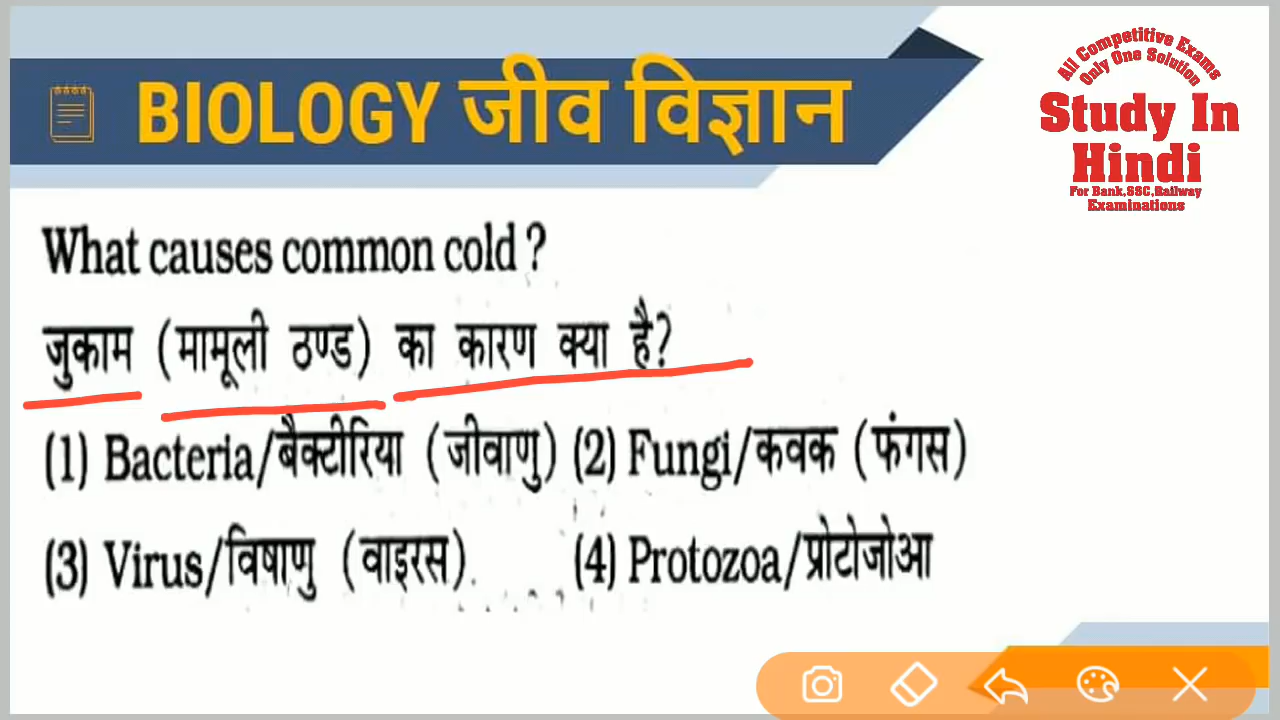 BIOLOGY जीव विज्ञान
All Competitive Exams
Only One Solution
Study In
Hindi
For Bank,SSC,Railway
Examinations
What causes common cold ?
जुकाम (मामूली ठण्ड) का कारण क्या है?
(1) Bacteria/बैक्टीरिया (जीवाणु) (2) Fungi/कवक (फंगस)
(3) Virus/विषाणु (वाइरस). (4) Protozoa/प्रोटोजोआ